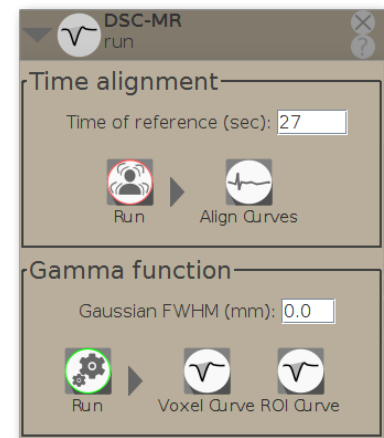 DSC-MR
run
?
Time alignment
Time of reference (sec): 27
Run Align Curves
Gamma function
Gaussian FWHM (mm): 0.0
Run Voxel Curve ROI Curve